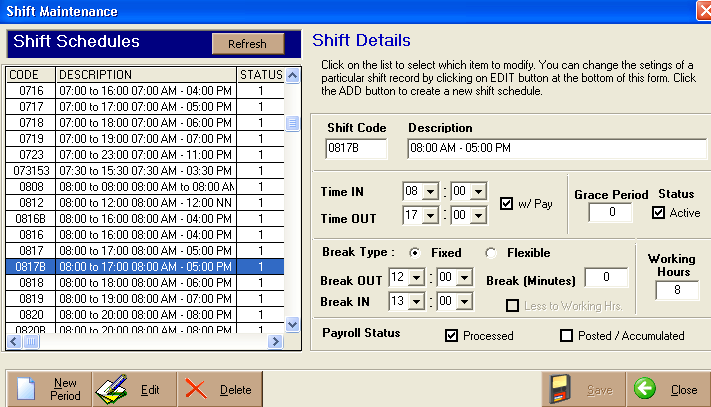 Shift Maintenance
Shift Schedules
Refresh
CODE DESCRIPTION STATUS
0716 07:00 to 16:00 07:00 AM - 04:00 PM 1
0717 07:00 to 17:00 07:00 AM - 05:00 PM 1
0718 07:00 to 18:00 07:00 AM - 06:00 PM 1
0719 07:00 to 19:00 07:00 AM - 07:00 PM 1
0723 07:00 to 23:00 07:00 AM - 11:00 PM 1
073153 07:30 to 15:30 07:30 AM - 03:30 PM 1
0808 08:00 to 08:00 08:00 AM to 08:00 AM 1
0812 08:00 to 12:00 08:00 AM - 12:00 NN 1
0816B 08:00 to 16:00 08:00 AM - 04:00 PM 1
0816 08:00 to 16:00 08:00 AM - 04:00 PM 1
0817 08:00 to 17:00 08:00 AM - 05:00 PM 1
0817B 08:00 to 17:00 08:00 AM - 05:00 PM 1
0818 08:00 to 18:00 08:00 AM - 06:00 PM 1
0819 08:00 to 19:00 08:00 AM - 07:00 PM 1
0820 08:00 to 20:00 08:00 AM - 08:00 PM 1
0820B 08:00 to 20:00 08:00 AM - 08:00 PM 1
Shift Details
Click on the list to select which item to modify. You can change the setings of a
particular shift record by clicking on EDIT button at the bottom of this form. Click
the ADD button to create a new shift schedule.
Shift Code Description
0817B 08:00 AM - 05:00 PM
Time IN 08 : 00
Time OUT 17 : 00
w/ Pay
Grace Period Status
0 Active
Break Type : Fixed Flexible
Break OUT 12 : 00 Break (Minutes) 0
Break IN 13 : 00 Less to Working Hrs.
Working
Hours
8
Payroll Status Processed Posted / Accumulated
New
Period
Edit
Delete
Save
Close